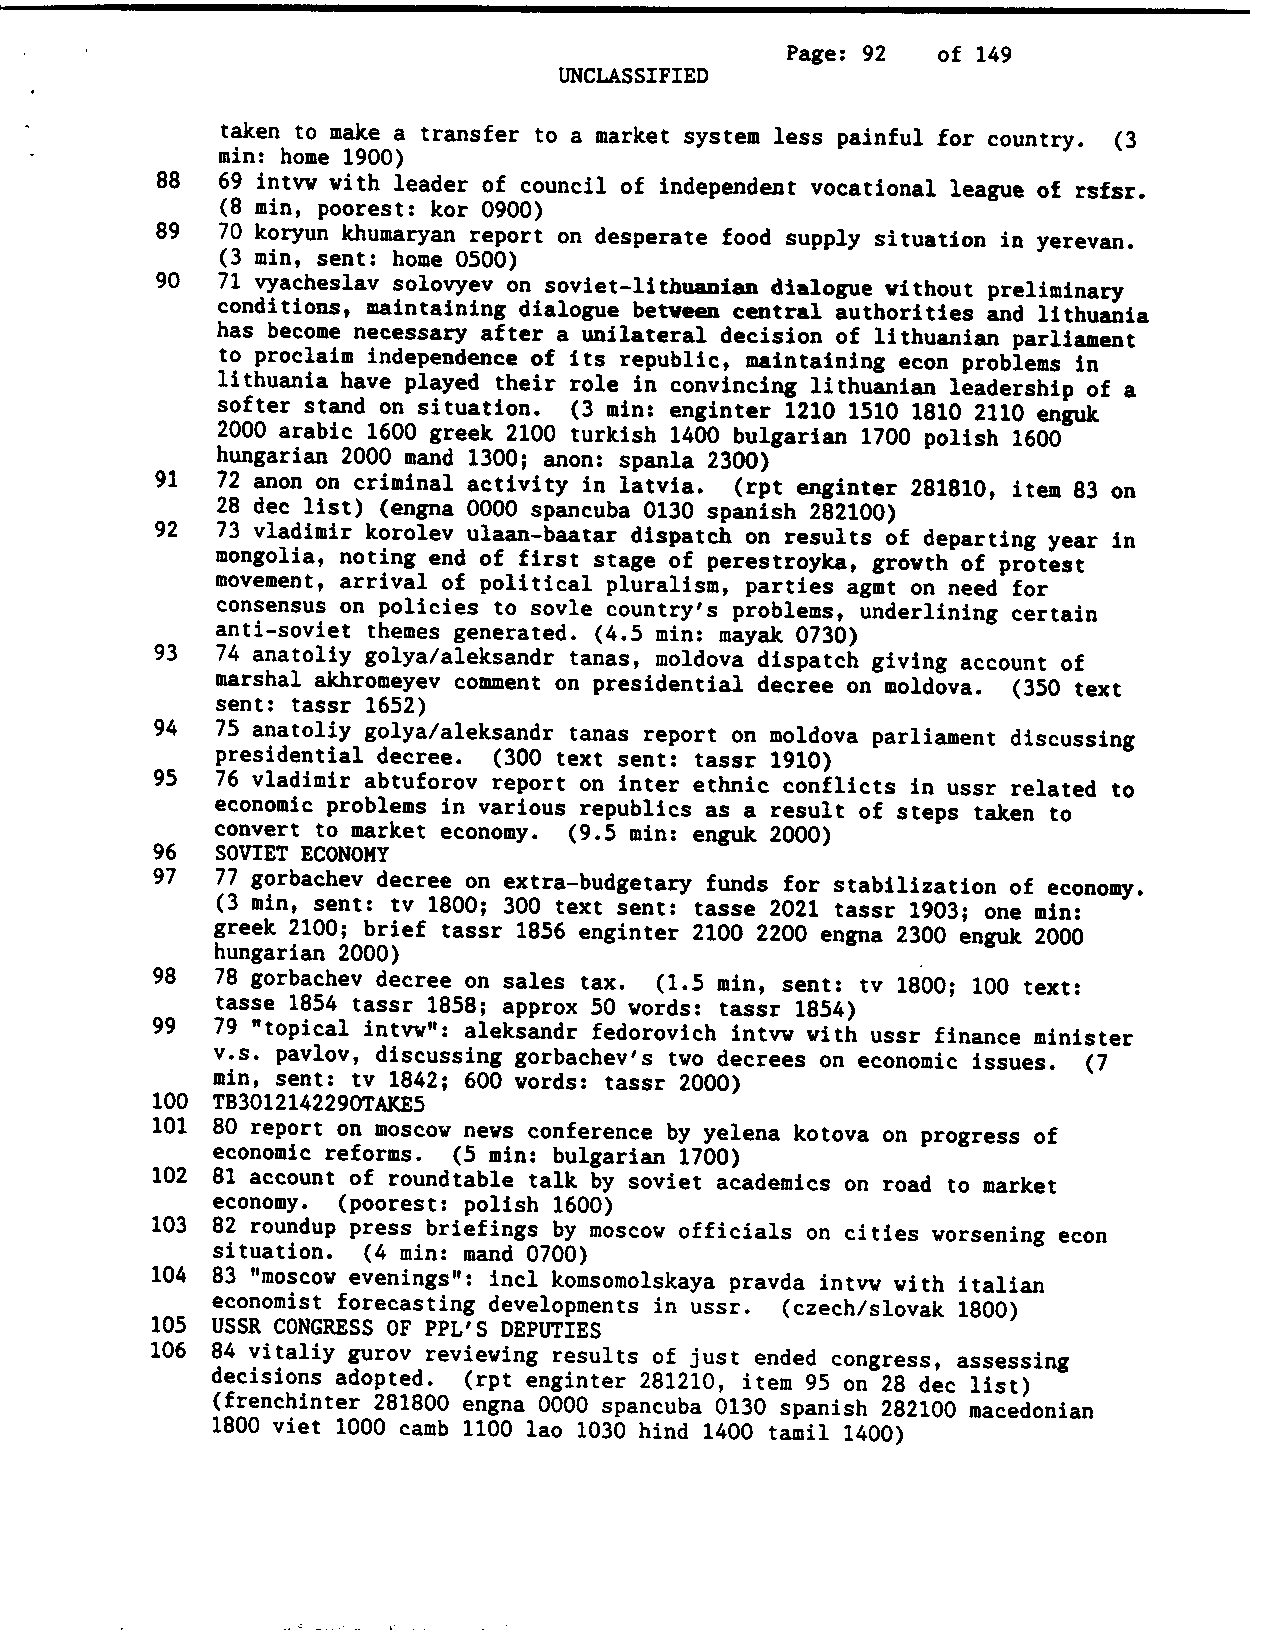 Page: 92 of 149
UNCLASSIFIED
taken to make a transfer to a market system less painful for country. (3
min: home 1900)
88 69 intvw with leader of council of independent vocational league of rsfsr.
(8 min, poorest: kor 0900)
89 70 koryun khumaryan report on desperate food supply situation in yerevan.
(3 min, sent: home 0500)
90 71 vyacheslav solovyev on soviet-lithuanian dialogue without preliminary
conditions, maintaining dialogue between central authorities and lithuania
has become necessary after a unilateral decision of lithuanian parliament
to proclaim independence of its republic, maintaining econ problems in
lithuania have played their role in convincing lithuanian leadership of a
softer stand on situation. (3 min: enginter 1210 1510 1810 2110 enguk
2000 arabic 1600 greek 2100 turkish 1400 bulgarian 1700 polish 1600
hungarian 2000 mand 1300; anon: spanla 2300)
91 72 anon on criminal activity in latvia. (rpt enginter 281810, item 83 on
28 dec list) (engna 0000 spancuba 0130 spanish 282100)
92 73 vladimir korolev ulaan-baatar dispatch on results of departing year in
mongolia, noting end of first stage of perestroyka, growth of protest
movement, arrival of political pluralism, parties agmt on need for
consensus on policies to sovle country's problems, underlining certain
anti-soviet themes generated. (4.5 min: mayak 0730)
93 74 anatoliy golya/aleksandr tanas, moldova dispatch giving account of
marshal akhromeyev comment on presidential decree on moldova. (350 text
sent: tassr 1652)
94 75 anatoliy golya/aleksandr tanas report on moldova parliament discussing
presidential decree. (300 text sent: tassr 1910)
95 76 vladimir abtuforov report on inter ethnic conflicts in ussr related to
economic problems in various republics as a result of steps taken to
convert to market economy. (9.5 min: enguk 2000)
96 SOVIET ECONOMY
97 77 gorbachev decree on extra-budgetary funds for stabilization of economy.
(3 min, sent: tv 1800; 300 text sent: tasse 2021 tassr 1903; one min:
greek 2100; brief tassr 1856 enginter 2100 2200 engna 2300 enguk 2000
hungarian 2000)
98 78 gorbachev decree on sales tax. (1.5 min, sent: tv 1800; 100 text:
tasse 1854 tassr 1858; approx 50 words: tassr 1854)
99 79 "topical intvw": aleksandr fedorovich intvw with ussr finance minister
v.s. pavlov, discussing gorbachev's two decrees on economic issues. (7
min, sent: tv 1842; 600 words: tassr 2000)
100 TB3012142290TAKE5
101 80 report on moscow news conference by yelena kotova on progress of
economic reforms. (5 min: bulgarian 1700)
102 81 account of roundtable talk by soviet academics on road to market
economy. (poorest: polish 1600)
103 82 roundup press briefings by moscow officials on cities worsening econ
situation. (4 min: mand 0700)
104 83 "moscow evenings": incl komsomolskaya pravda intvw with italian
economist forecasting developments in ussr. (czech/slovak 1800)
105 USSR CONGRESS OF PPL'S DEPUTIES
106 84 vitaliy gurov reviewing results of just ended congress, assessing
decisions adopted. (rpt enginter 281210, item 95 on 28 dec list)
(frenchinter 281800 engna 0000 spancuba 0130 spanish 282100 macedonian
1800 viet 1000 camb 1100 lao 1030 hind 1400 tamil 1400)